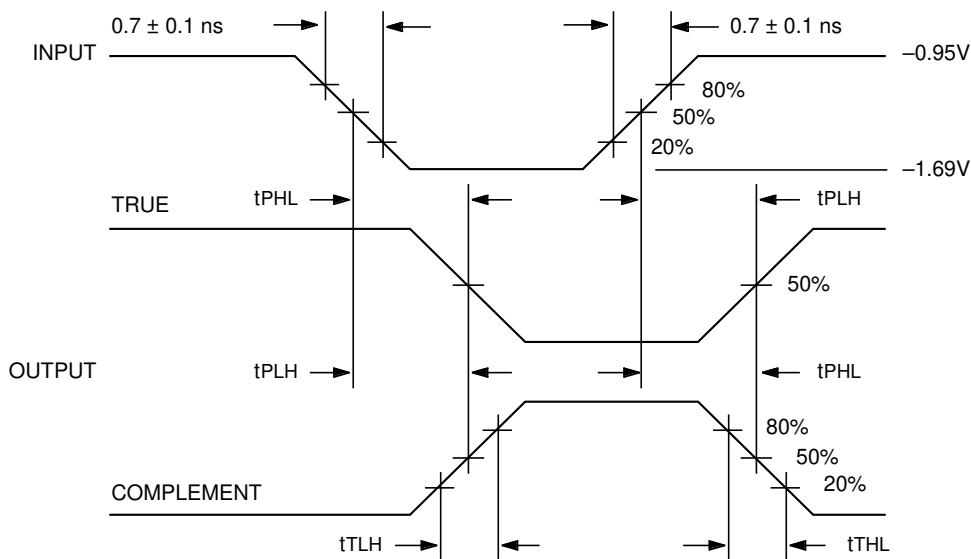 0.7 ± 0.1 ns
0.7 ± 0.1 ns
INPUT
–0.95V
80%
50%
20%
–1.69V
TRUE
tPHL
tPLH
50%
OUTPUT
tPLH
tPHL
80%
50%
20%
COMPLEMENT
tTLH
tTHL